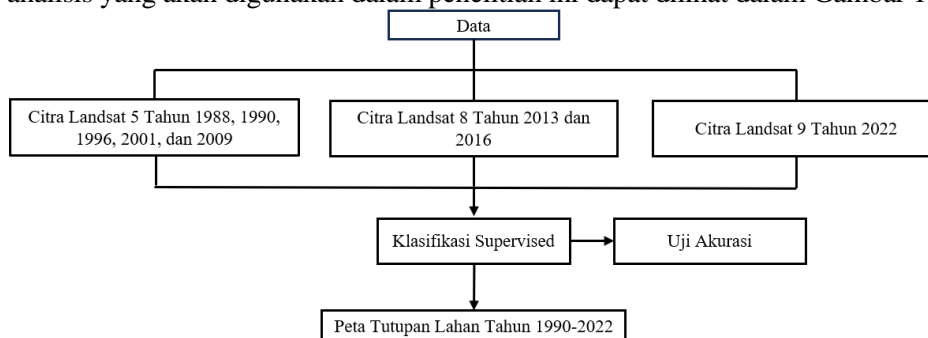 analisis yang akan digunakan dalam penelitian ini dapat dilihat dalam Gambar 1
Data
Citra Landsat 5 Tahun 1988, 1990,
1996, 2001, dan 2009
Citra Landsat 8 Tahun 2013 dan
2016
Citra Landsat 9 Tahun 2022
Klasifikasi Supervised
Uji Akurasi
Peta Tutupan Lahan Tahun 1990-2022